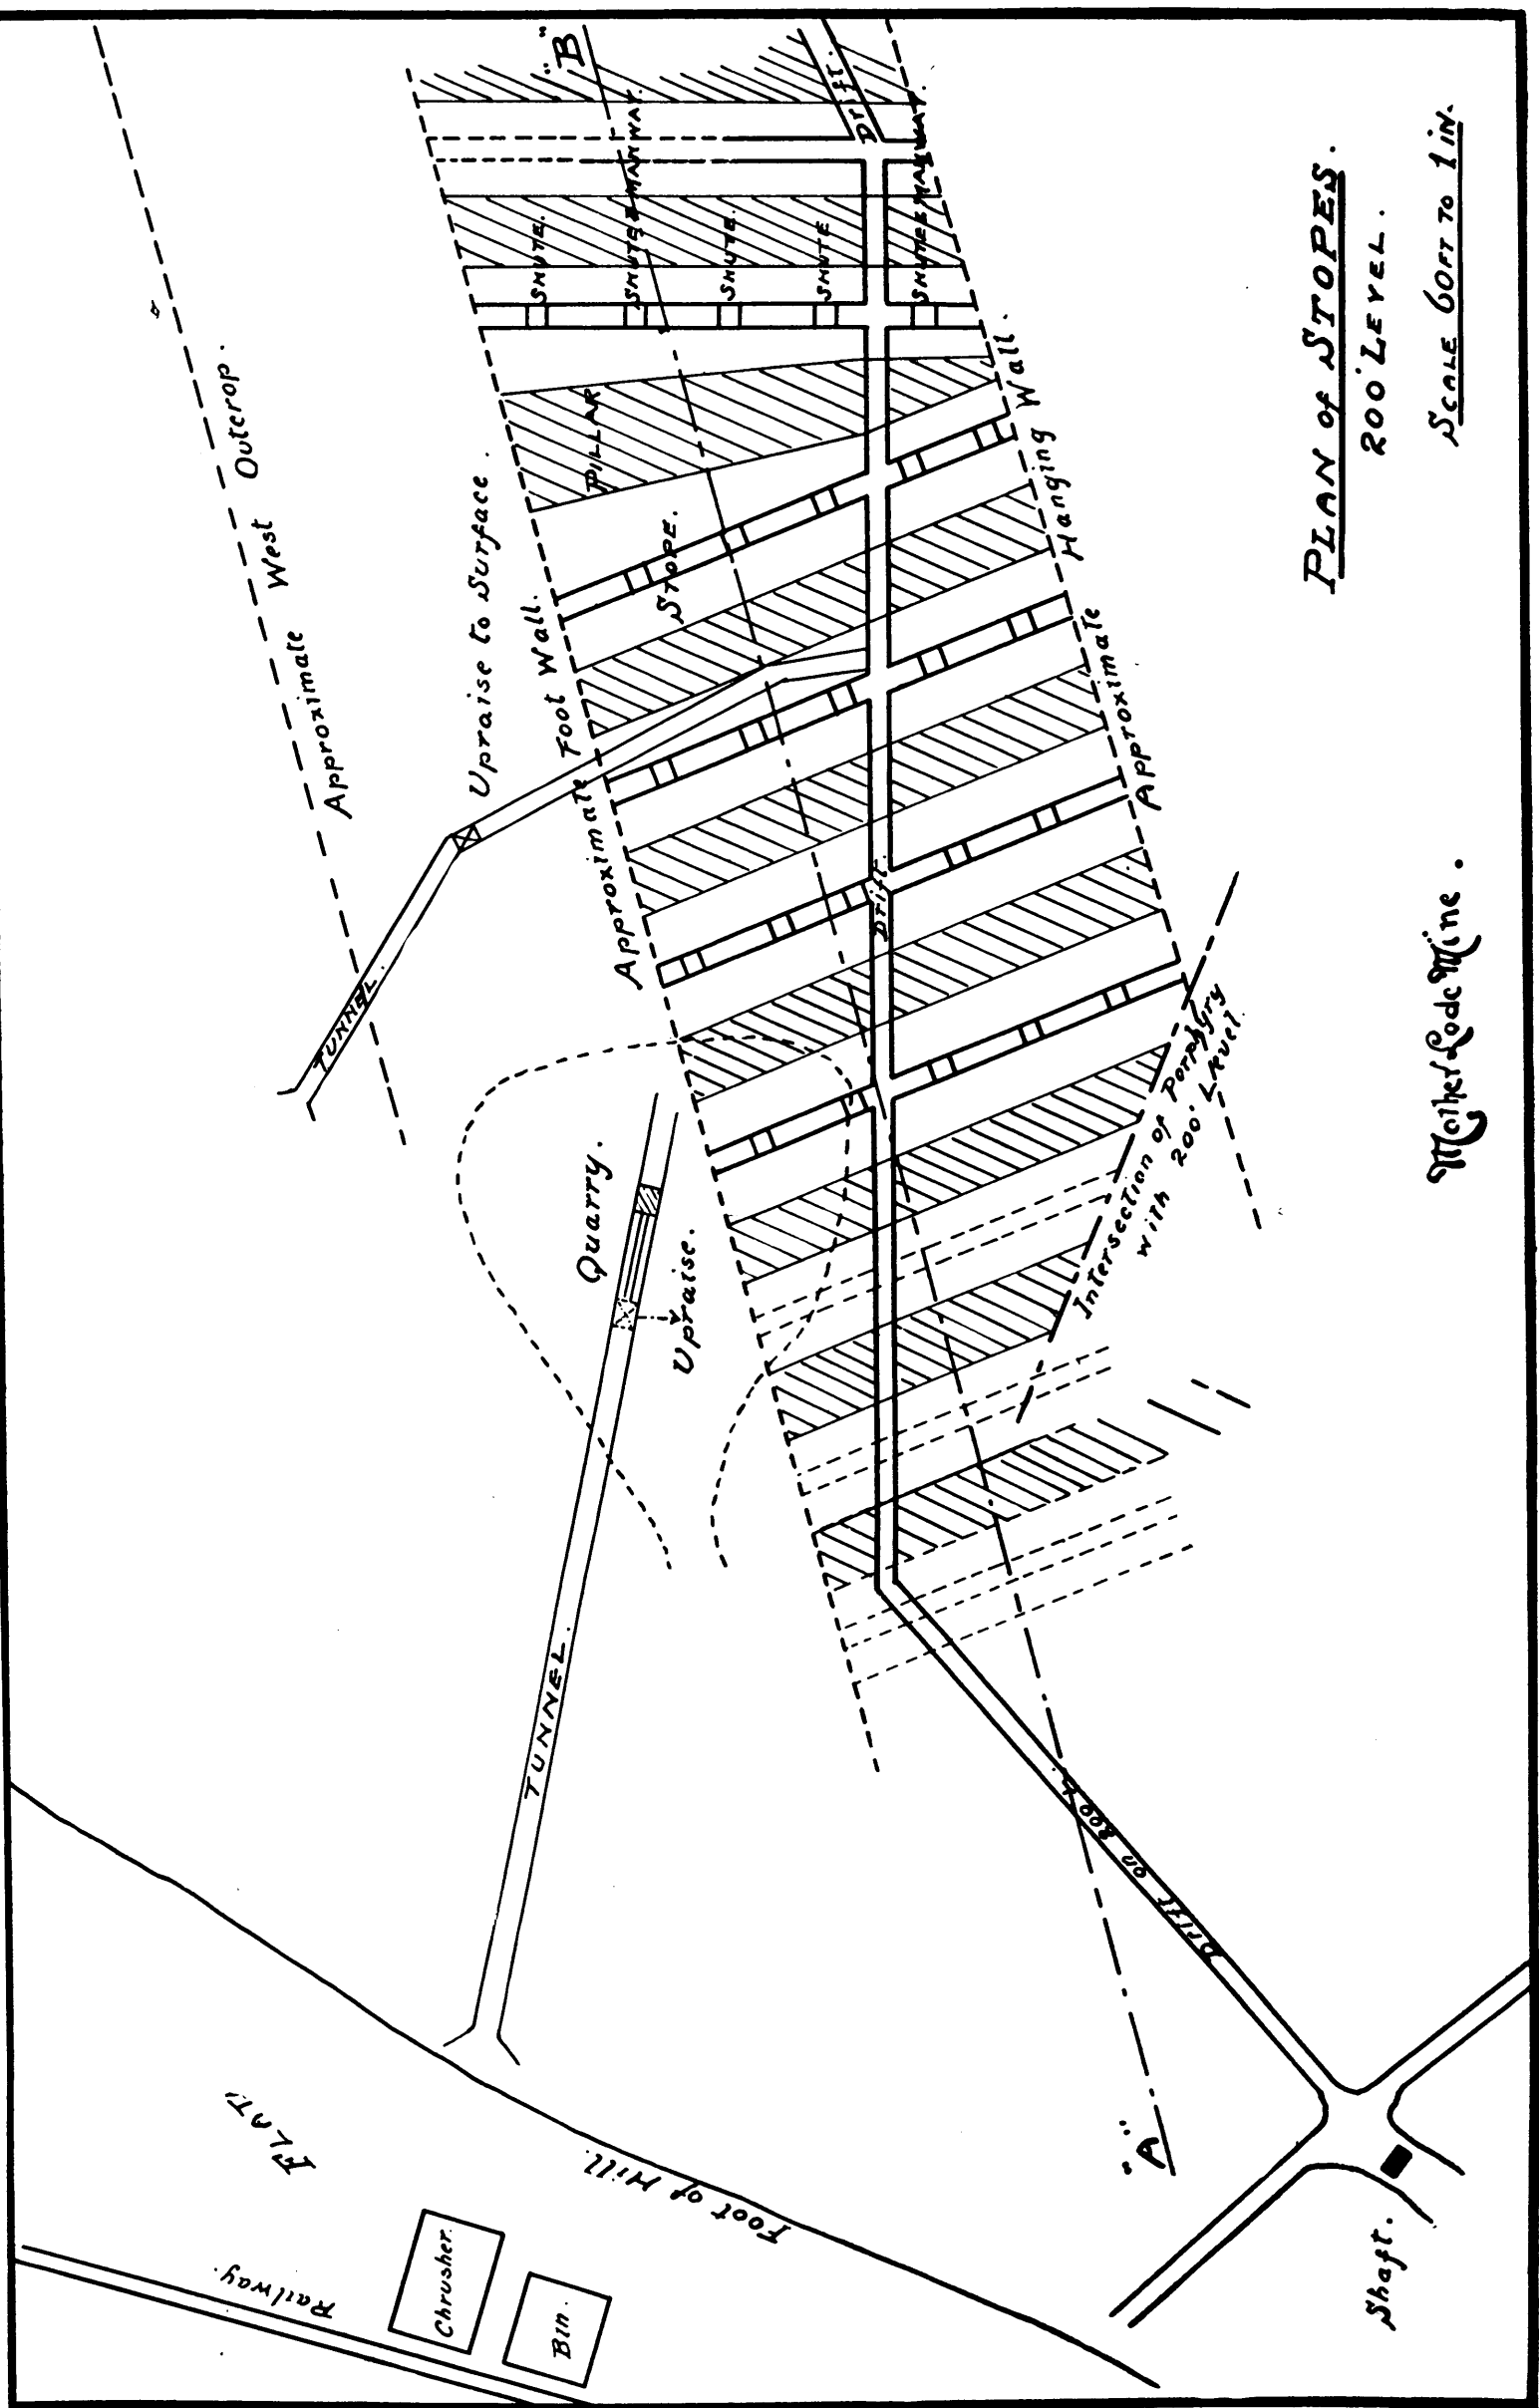 PLAN of STOPES.
200' LEVEL.
SCALE 60FT TO 1 IN.
Mother Lode Mine.
Approximate West Outcrop.
Upraise to Surface.
TUNNEL.
Approximate Foot Wall.
"B"
Drift.
SHUTE.
SHUTE & MANWAY.
SHUTE.
SHUTE
SHUTE & MANWAY.
PILLAR
STOPE.
Drift.
Approximate Hanging Wall.
Intersection of Porphyry
with 200' Level.
Quarry.
Upraise.
TUNNEL.
Drift on 200 L
"A"
Shaft.
Foot of Hill.
FLAT.
Railway.
Chrusher.
Bin.